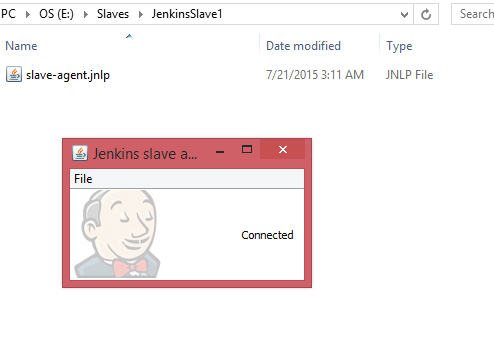 PC › OS (E:) › Slaves › JenkinsSlave1 Search
Name Date modified Type
slave-agent.jnlp 7/21/2015 3:11 AM JNLP File
Jenkins slave a...
File
Connected